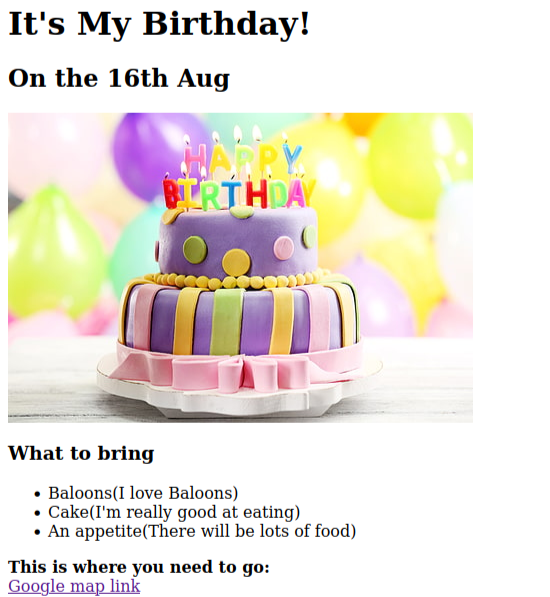 It's My Birthday!
On the 16th Aug
HAPPY
BIRTHDAY
What to bring
Baloons(I love Baloons)
Cake(I'm really good at eating)
An appetite(There will be lots of food)
This is where you need to go:
Google map link